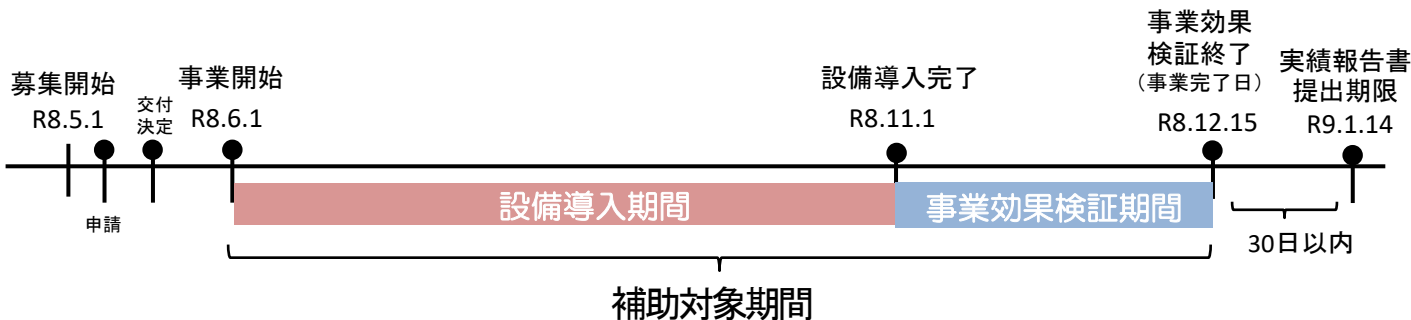 募集開始
R8.5.1
申請
交付
決定
事業開始
R8.6.1
設備導入完了
R8.11.1
事業効果
検証終了
（事業完了日）
R8.12.15
実績報告書
提出期限
R9.1.14
設備導入期間
事業効果検証期間
30日以内
補助対象期間